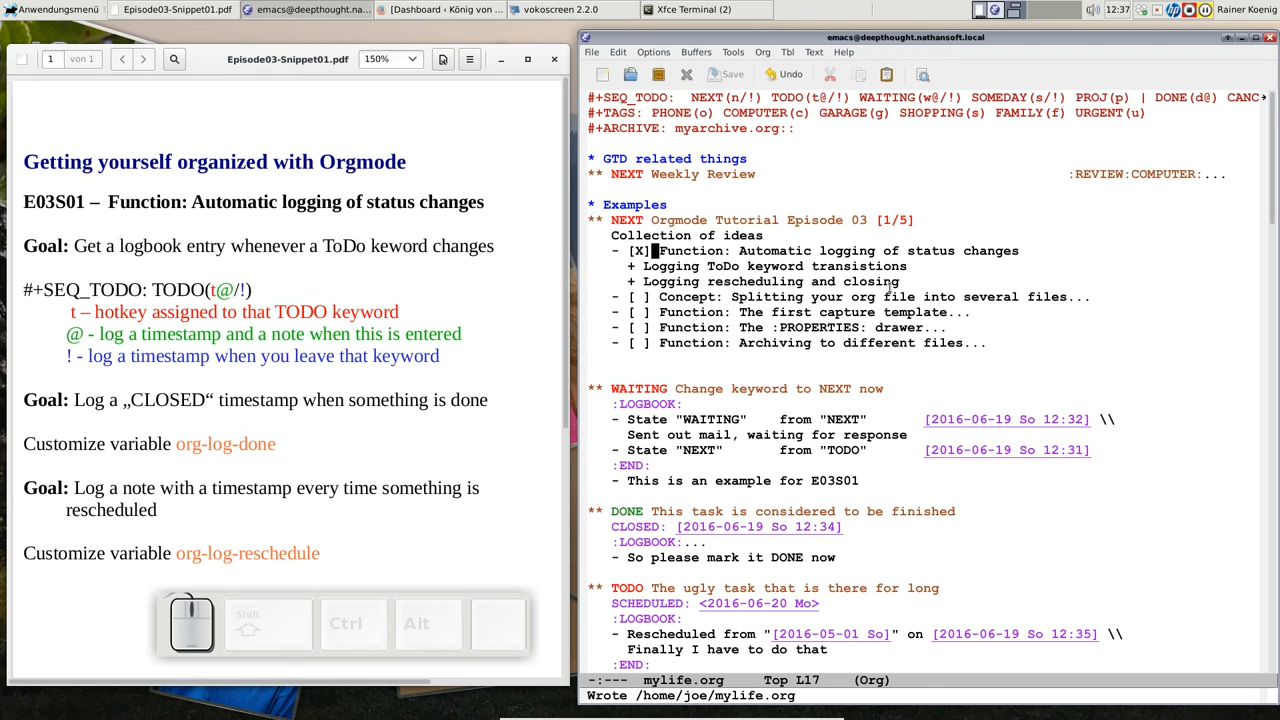 Anwendungsmenü Episode03-Snippet01.pdf emacs@deepthought.nath... [Dashboard ‹ König von ... vokoscreen 2.2.0 Xfce Terminal (2) 12:37 Rainer Koenig
1 von 1 Episode03-Snippet01.pdf 150%
Getting yourself organized with Orgmode
E03S01 – Function: Automatic logging of status changes
Goal: Get a logbook entry whenever a ToDo keword changes
#+SEQ_TODO: TODO(t@/!)
t – hotkey assigned to that TODO keyword
@ - log a timestamp and a note when this is entered
! - log a timestamp when you leave that keyword
Goal: Log a „CLOSED“ timestamp when something is done
Customize variable org-log-done
Goal: Log a note with a timestamp every time something is
rescheduled
Customize variable org-log-reschedule
Shift Ctrl Alt
emacs@deepthought.nathansoft.local
File Edit Options Buffers Tools Org Tbl Text Help
Save Undo
#+SEQ_TODO: NEXT(n/!) TODO(t@/!) WAITING(w@/!) SOMEDAY(s/!) PROJ(p) | DONE(d@) CANC
#+TAGS: PHONE(o) COMPUTER(c) GARAGE(g) SHOPPING(s) FAMILY(f) URGENT(u)
#+ARCHIVE: myarchive.org::
* GTD related things
** NEXT Weekly Review :REVIEW:COMPUTER:...
* Examples
** NEXT Orgmode Tutorial Episode 03 [1/5]
Collection of ideas
- [X] Function: Automatic logging of status changes
+ Logging ToDo keyword transistions
+ Logging rescheduling and closing
- [ ] Concept: Splitting your org file into several files...
- [ ] Function: The first capture template...
- [ ] Function: The :PROPERTIES: drawer...
- [ ] Function: Archiving to different files...
** WAITING Change keyword to NEXT now
:LOGBOOK:
- State "WAITING" from "NEXT" [2016-06-19 So 12:32] \\
Sent out mail, waiting for response
- State "NEXT" from "TODO" [2016-06-19 So 12:31]
:END:
- This is an example for E03S01
** DONE This task is considered to be finished
CLOSED: [2016-06-19 So 12:34]
:LOGBOOK:...
- So please mark it DONE now
** TODO The ugly task that is there for long
SCHEDULED: <2016-06-20 Mo>
:LOGBOOK:
- Rescheduled from "[2016-05-01 So]" on [2016-06-19 So 12:35] \\
Finally I have to do that
:END:
-:--- mylife.org Top L17 (Org)
Wrote /home/joe/mylife.org